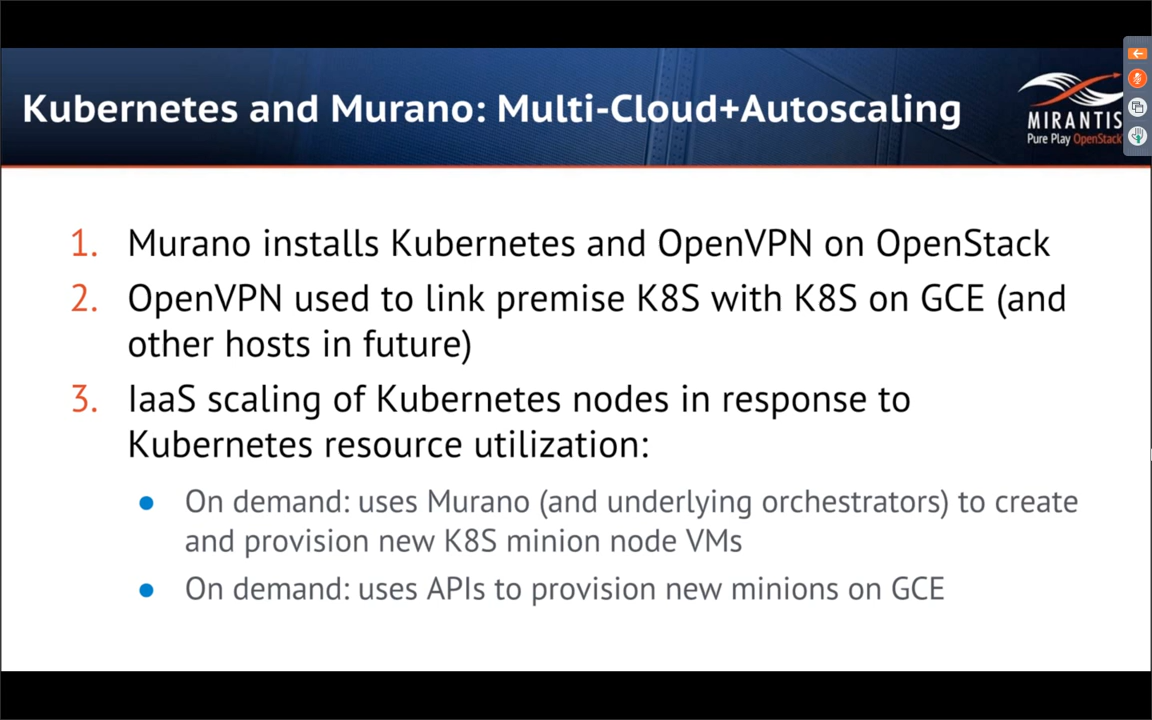 Kubernetes and Murano: Multi-Cloud+Autoscaling
MIRANTIS
Pure Play OpenStack
1. Murano installs Kubernetes and OpenVPN on OpenStack
2. OpenVPN used to link premise K8S with K8S on GCE (and
other hosts in future)
3. IaaS scaling of Kubernetes nodes in response to
Kubernetes resource utilization:
● On demand: uses Murano (and underlying orchestrators) to create
and provision new K8S minion node VMs
● On demand: uses APIs to provision new minions on GCE